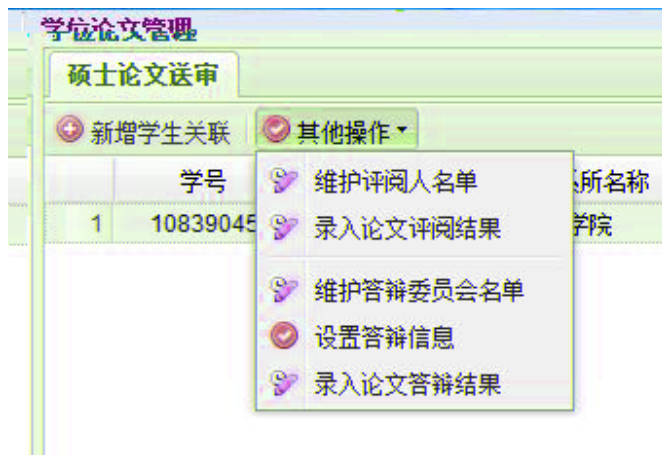 学位论文管理
硕士论文送审
新增学生关联 其他操作
学号 所名称
1 10839045 学院
维护评阅人名单
录入论文评阅结果
维护答辩委员会名单
设置答辩信息
录入论文答辩结果